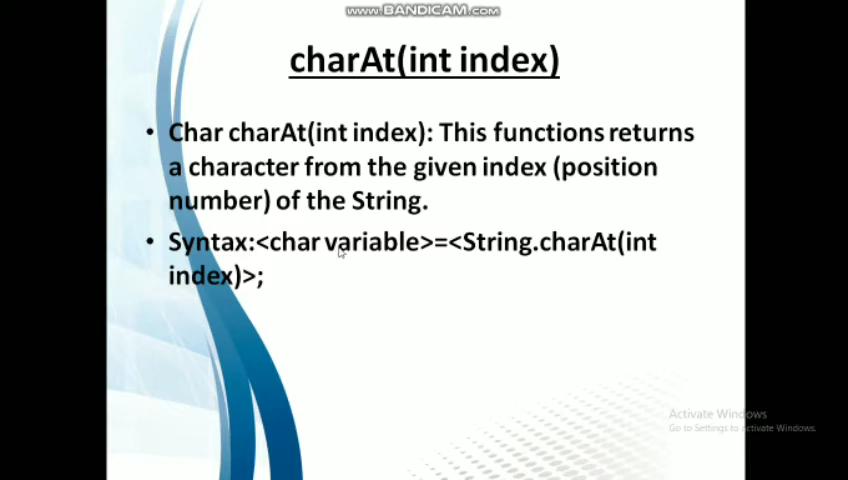 www.BANDICAM.com
charAt(int index)
• Char charAt(int index): This functions returns
a character from the given index (position
number) of the String.
• Syntax:<char variable>=<String.charAt(int
index)>;
Activate Windows
Go to Settings to Activate Windows.